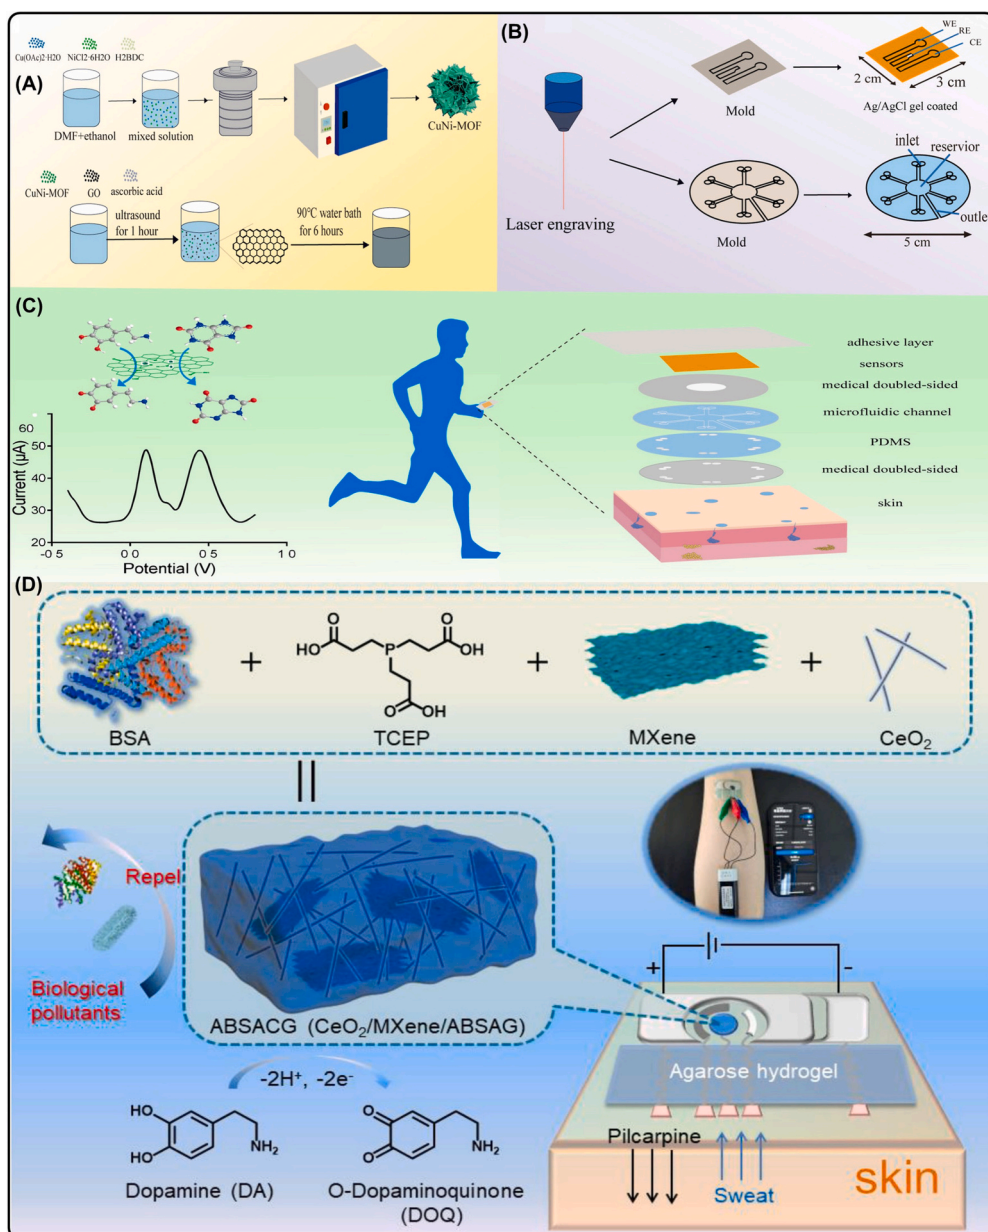 (A)
Cu(OAc)2·H2O NiCl2·6H2O H2BDC
DMF+ethanol
mixed solution
CuNi-MOF
CuNi-MOF GO ascorbic acid
ultrasound
for 1 hour
90℃ water bath
for 6 hours
(B)
Laser engraving
Mold
WE
RE
CE
2 cm
3 cm
Ag/AgCl gel coated
Mold
inlet
reservior
outlet
5 cm
(C)
Current (μA)
60
50
40
30
20
-0.5 0.0 0.5 1.0
Potential (V)
adhesive layer
sensors
medical doubled-sided
microfluidic channel
PDMS
medical doubled-sided
skin
(D)
BSA
+
TCEP
HO
O
P
O
OH
O
OH
+
MXene
+
CeO2
Repel
Biological
pollutants
ABSACG (CeO2/MXene/ABSAG)
-2H+, -2e-
HO
HO
NH2
Dopamine (DA)
O
O
NH2
O-Dopaminoquinone
(DOQ)
+
-
Agarose hydrogel
Pilcarpine
Sweat
skin